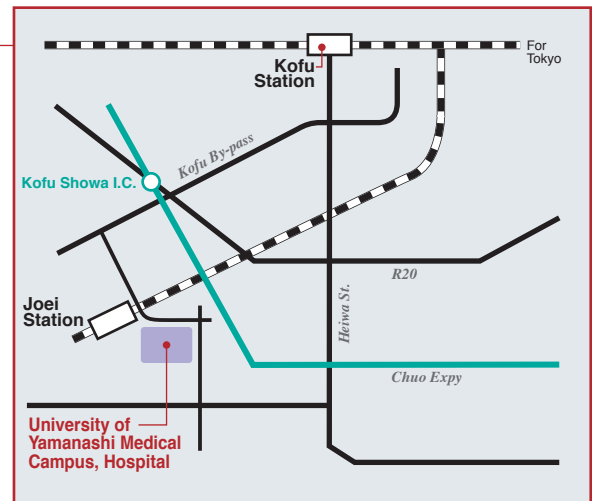 For
Tokyo
Kofu
Station
Kofu By-pass
Kofu Showa I.C.
R20
Joei
Station
Heiwa St.
Chuo Expy
University of
Yamanashi Medical
Campus, Hospital